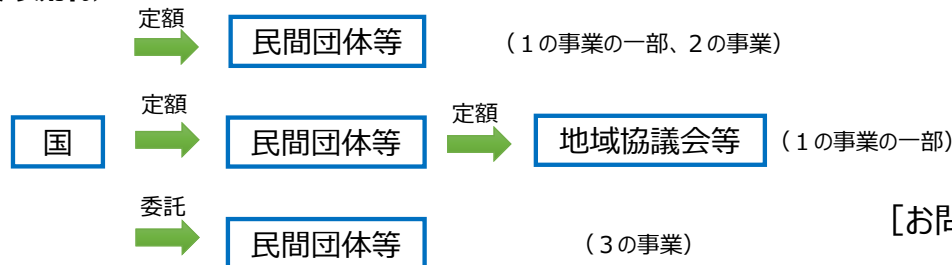 定額
民間団体等 （１の事業の一部、２の事業）
定額 定額
国 民間団体等 地域協議会等 （１の事業の一部）
委託
民間団体等 （３の事業） ［お問